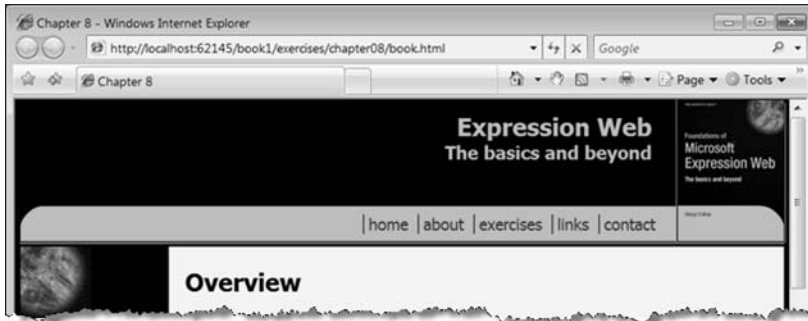 Chapter 8 - Windows Internet Explorer
http://localhost:62145/book1/exercises/chapter08/book.html
Google
Chapter 8
Page
Tools
Expression Web
The basics and beyond
Foundations of
Microsoft
Expression Web
The basics and beyond
|home |about |exercises |links |contact
Overview